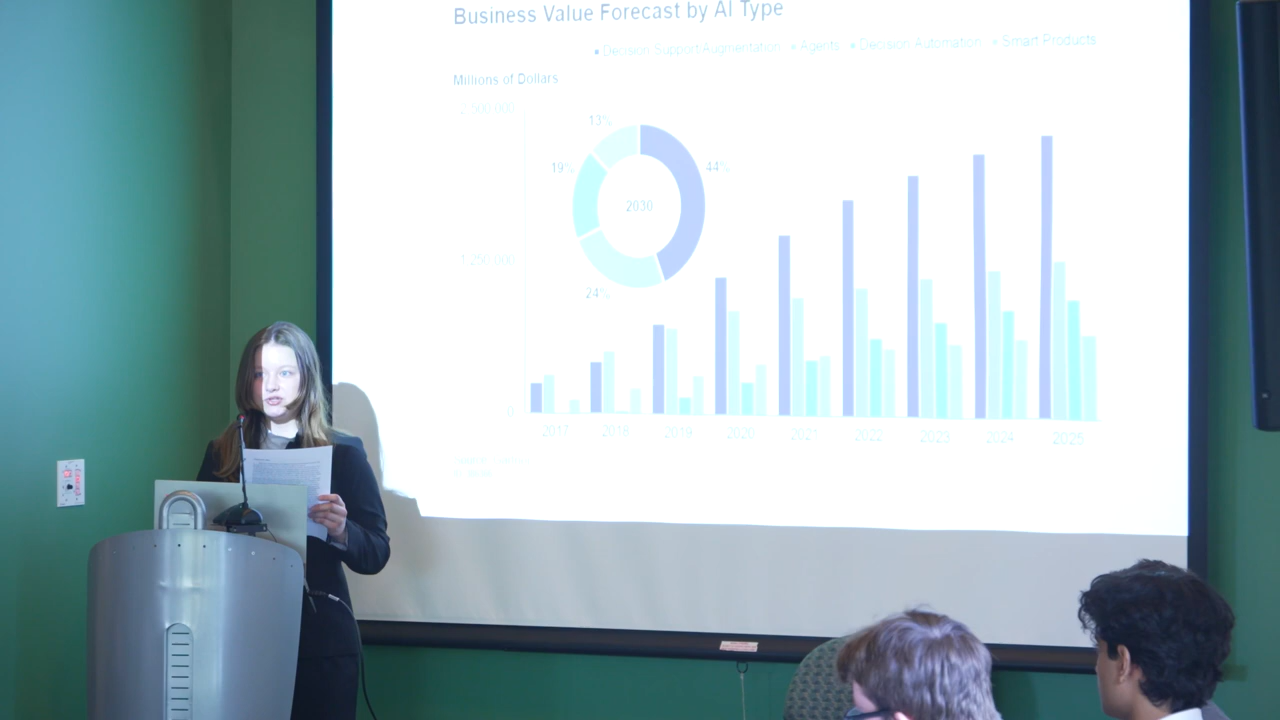 Business Value Forecast by AI Type
Decision Support/Augmentation Agents Decision Automation Smart Products
Millions of Dollars
2,500,000
13%
19%
44%
2030
1,250,000
24%
0
2017 2018 2019 2020 2021 2022 2023 2024 2025